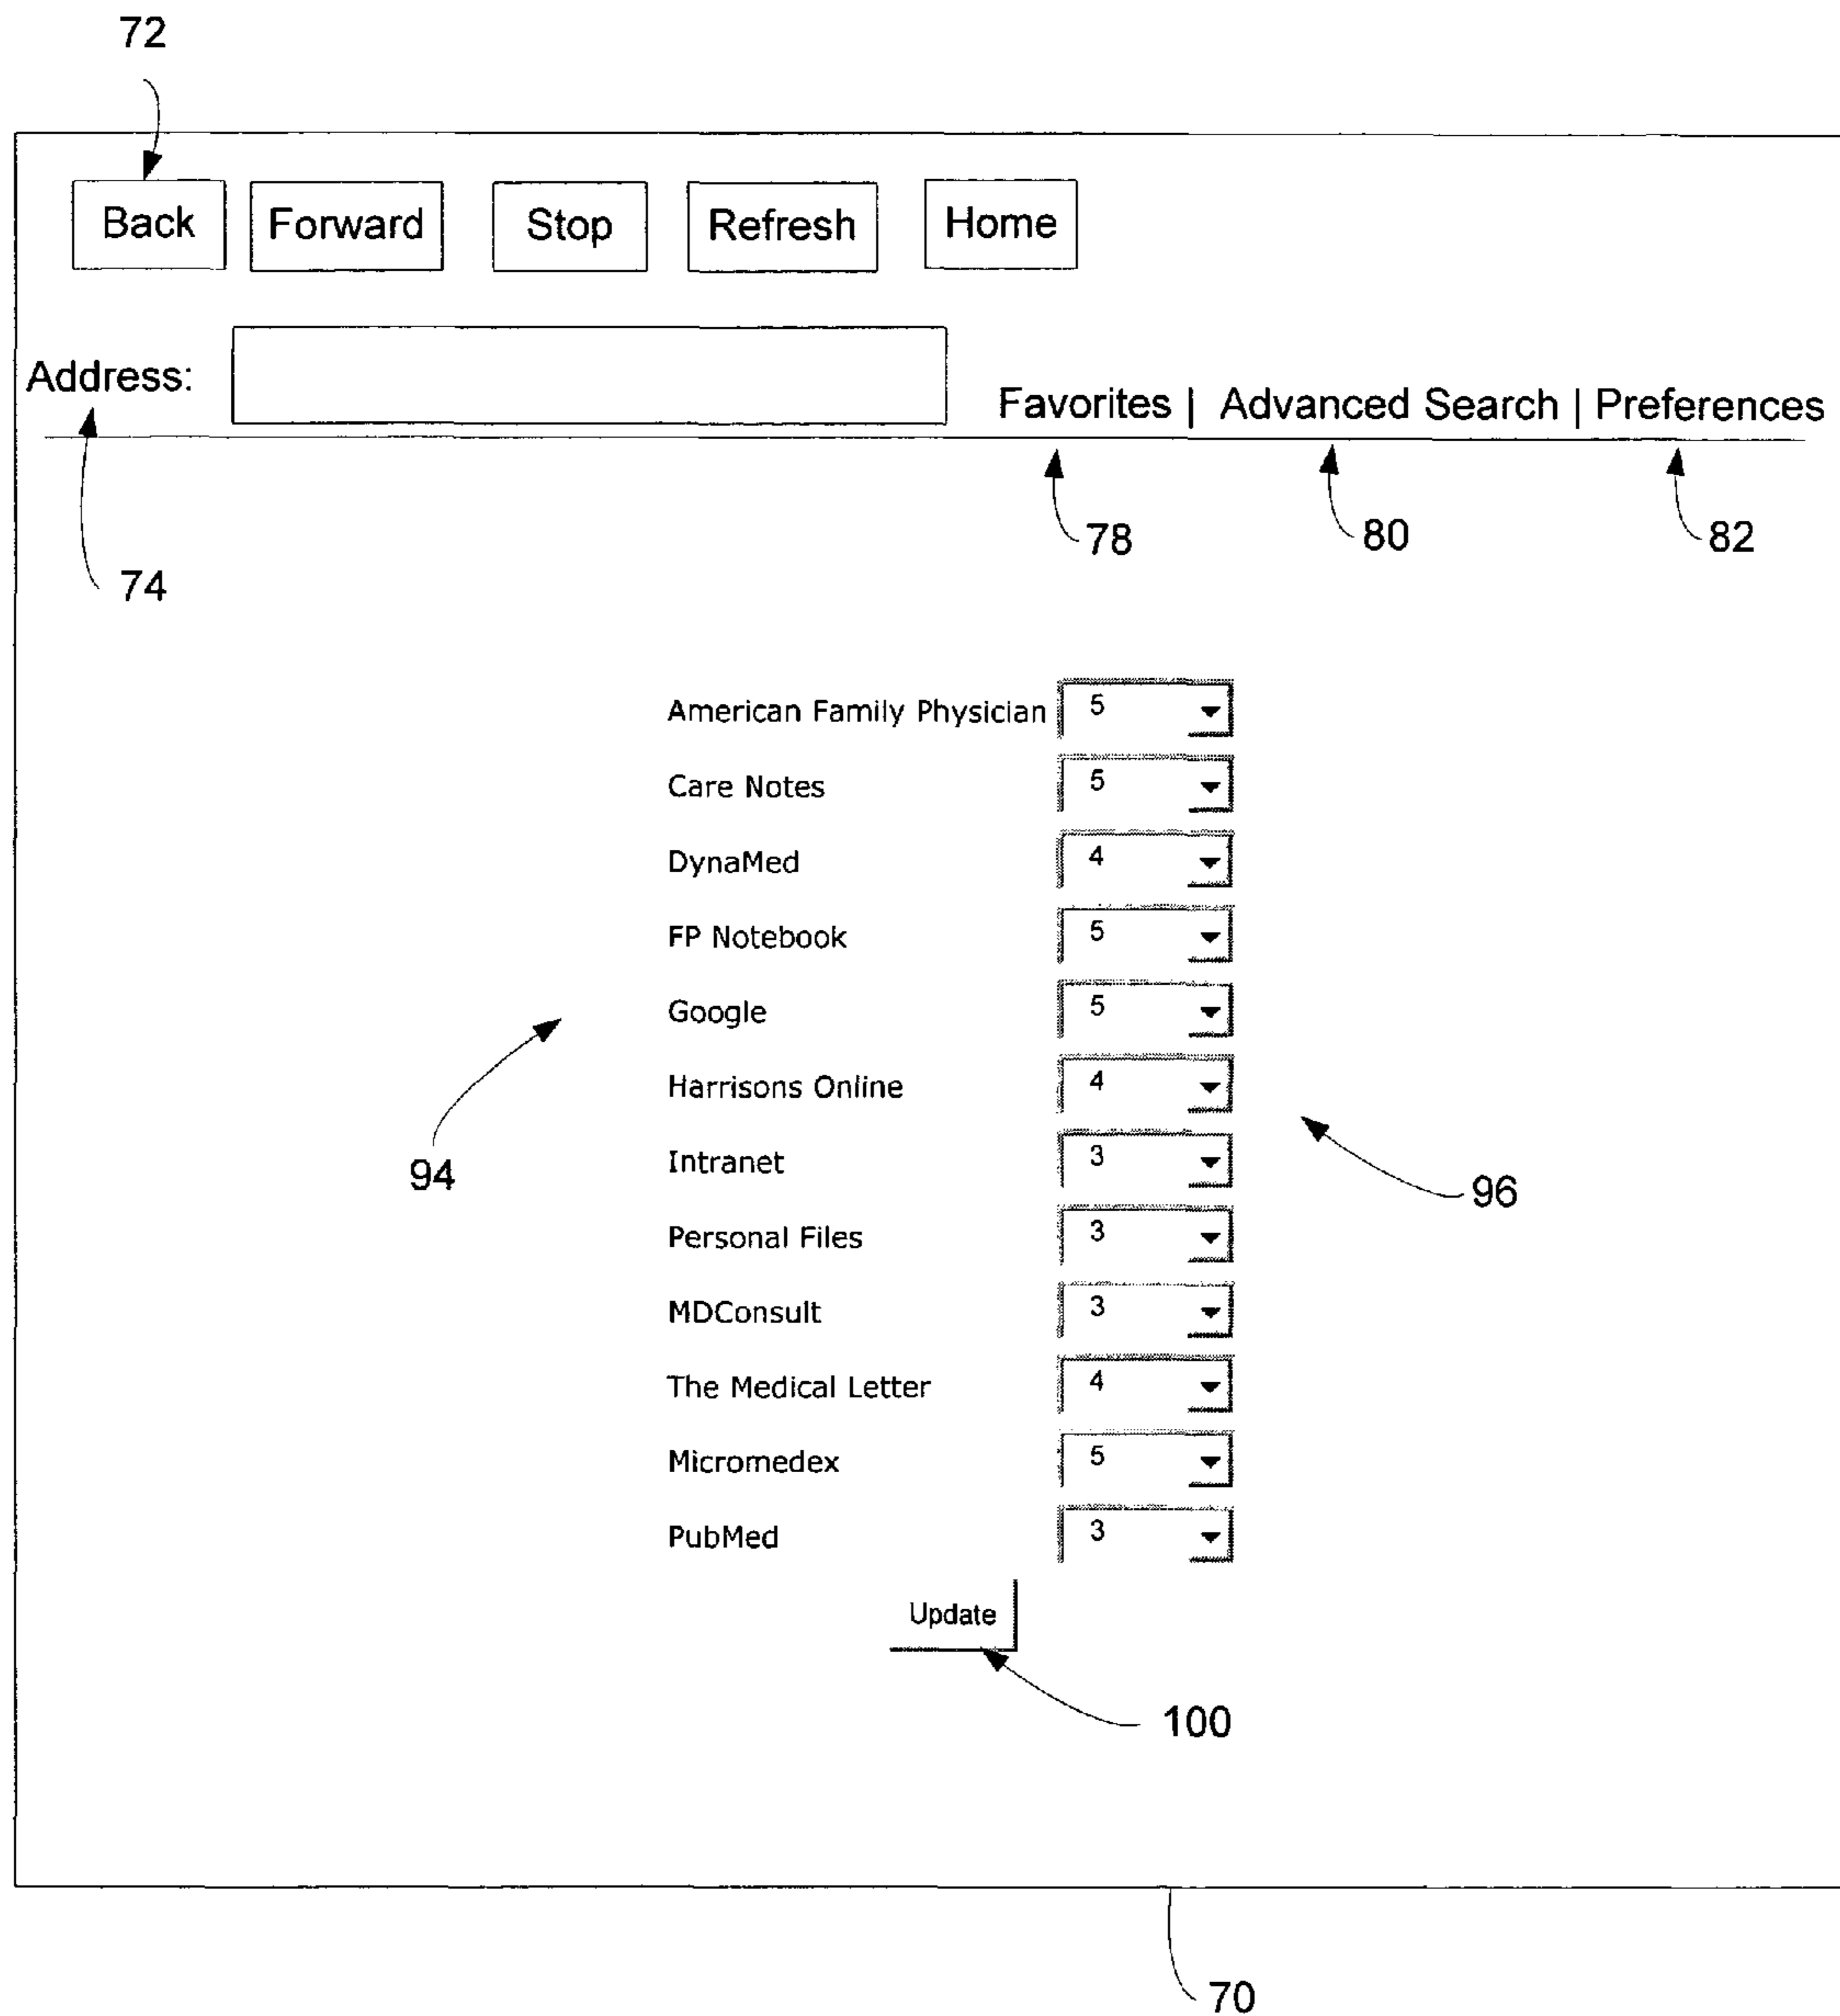 72
Back Forward Stop Refresh Home
Address:
Favorites | Advanced Search | Preferences
78 80 82
74
American Family Physician 5
Care Notes 5
DynaMed 4
FP Notebook 5
Google 5
Harrisons Online 4
Intranet 3
94
96
Personal Files 3
MDConsult 3
The Medical Letter 4
Micromedex 5
PubMed 3
Update
100
70